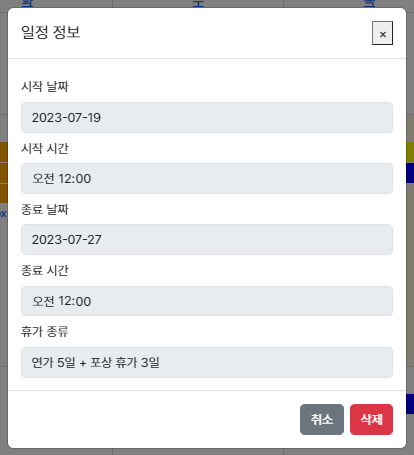 일정 정보
×
시작 날짜
2023-07-19
시작 시간
오전 12:00
종료 날짜
2023-07-27
종료 시간
오전 12:00
휴가 종류
연가 5일 + 포상 휴가 3일
취소 삭제